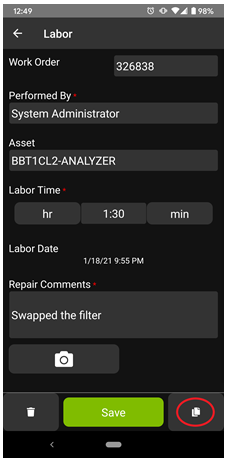 12:49
98%
Labor
Work Order
326838
Performed By *
System Administrator
Asset
BBT1CL2-ANALYZER
Labor Time *
hr 1:30 min
Labor Date
1/18/21 9:55 PM
Repair Comments *
Swapped the filter
Save